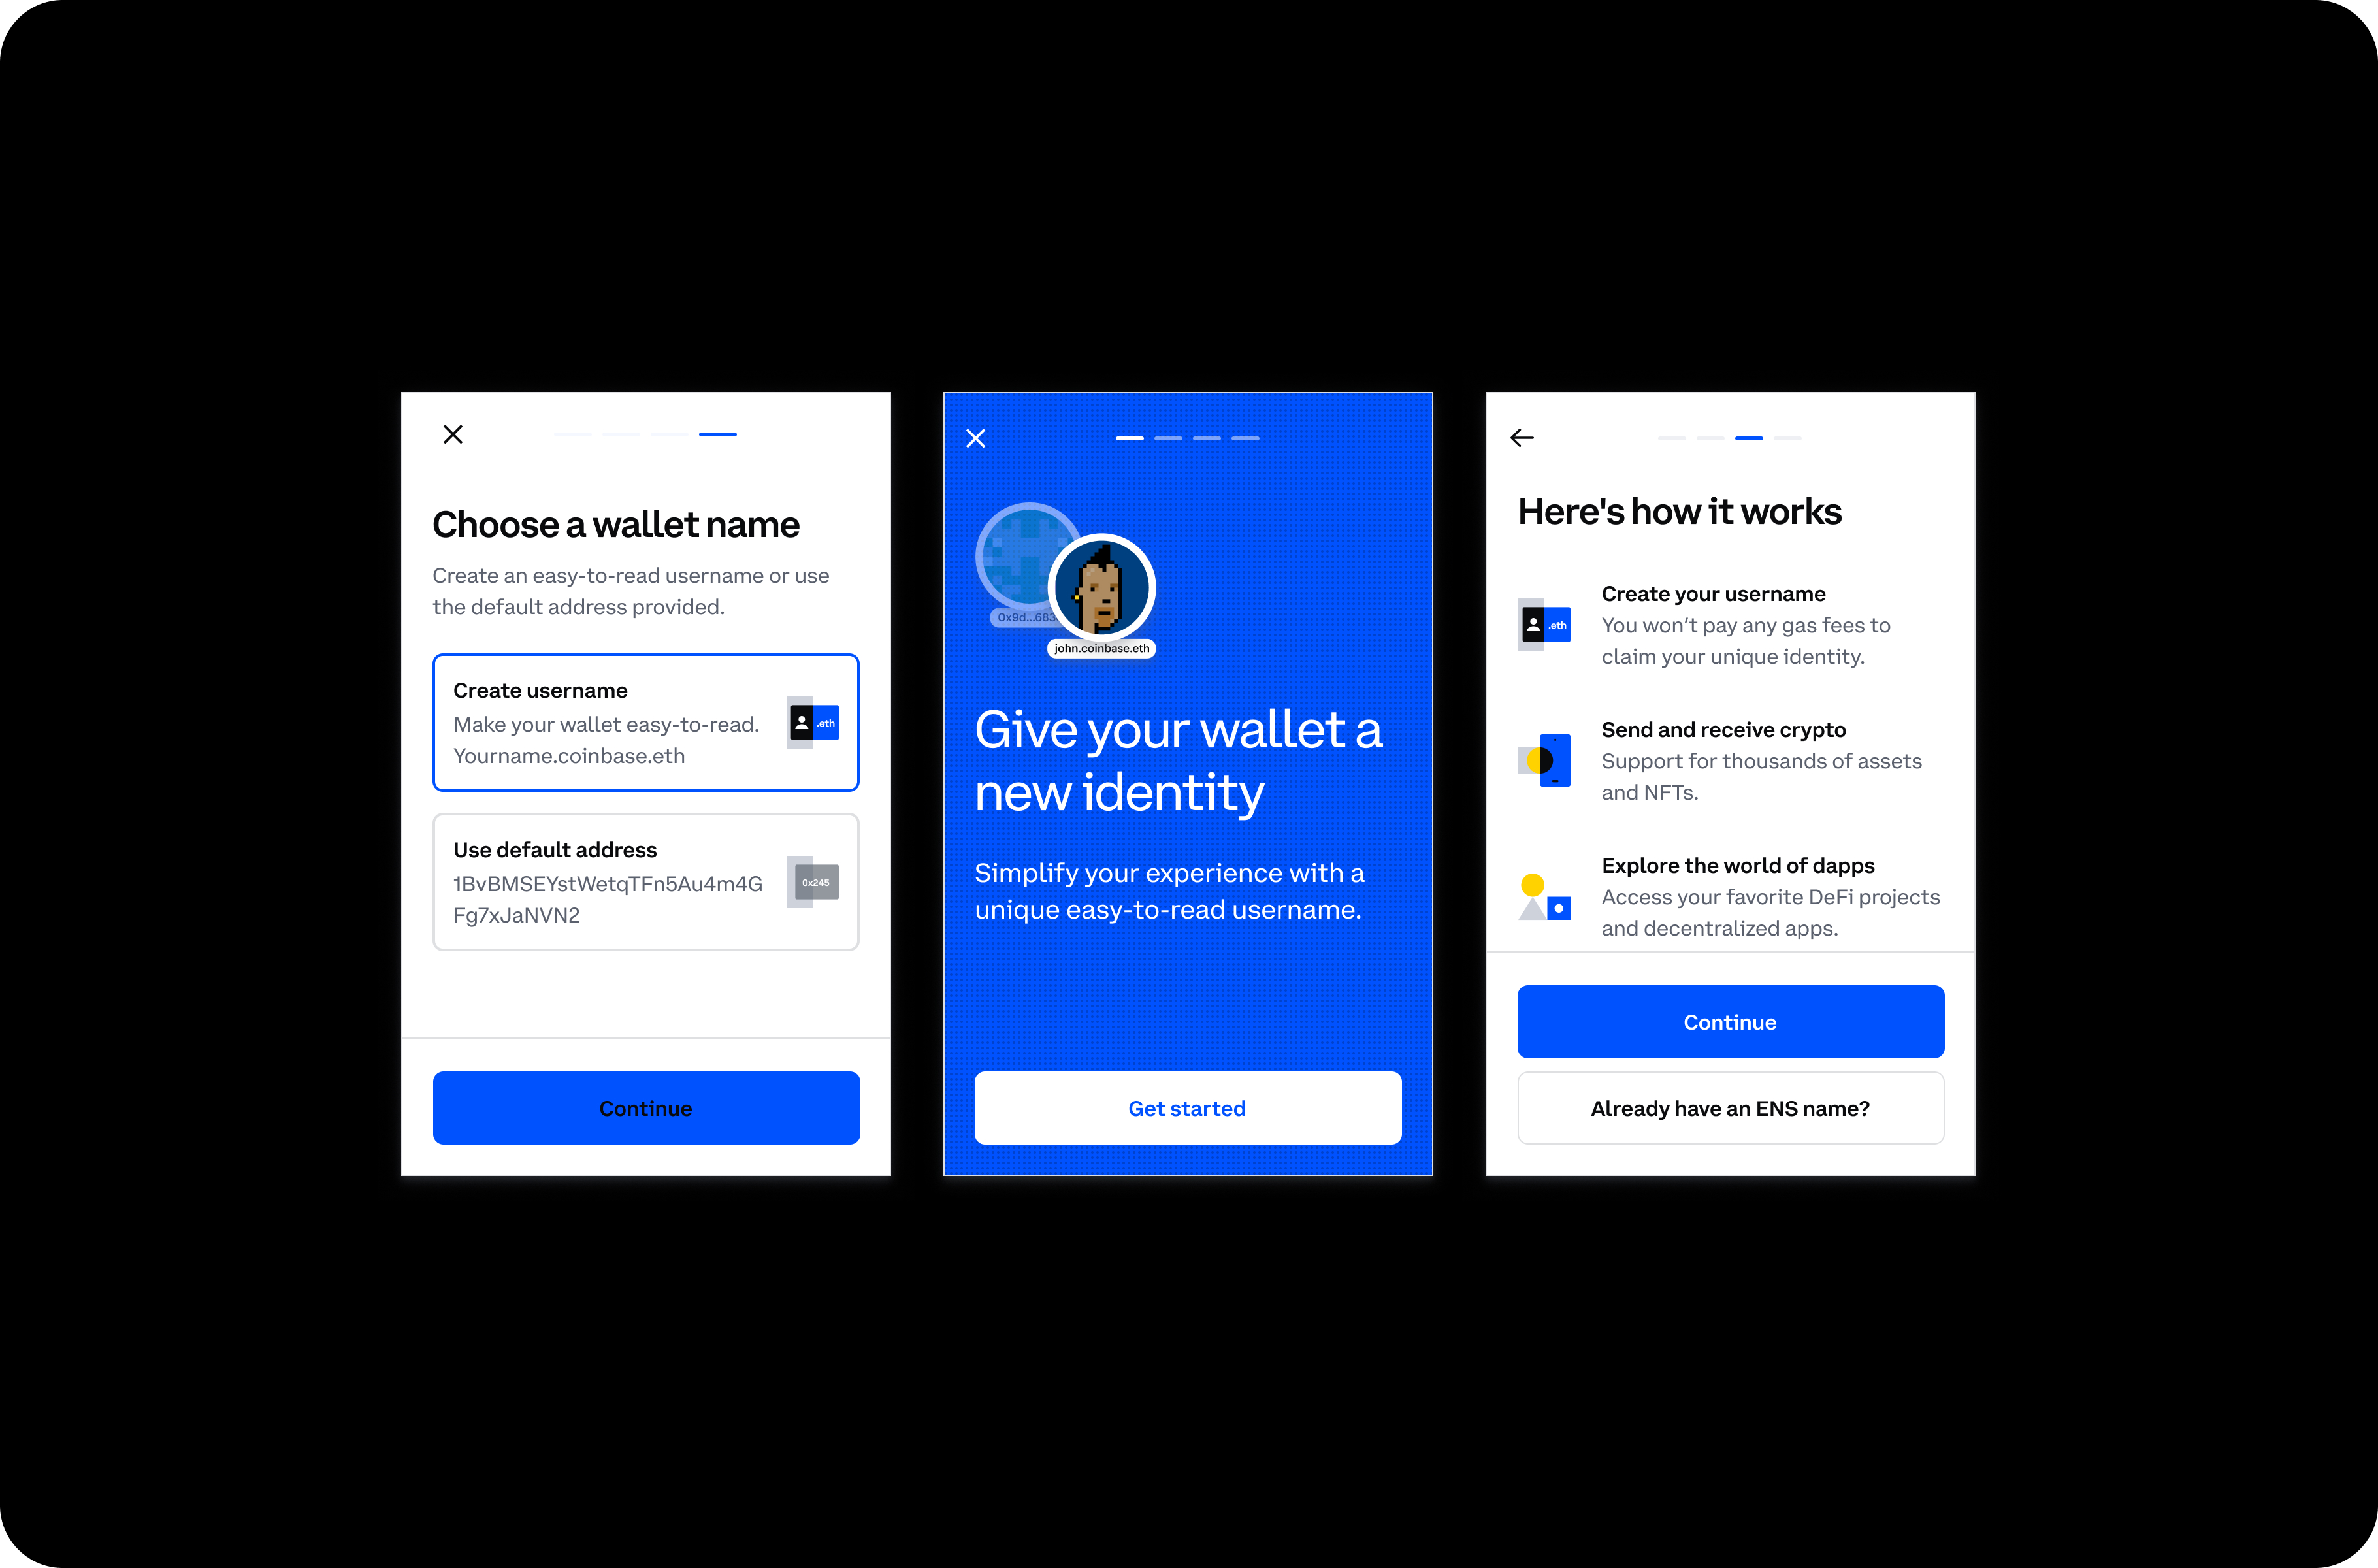 Choose a wallet name
Create an easy-to-read username or use
the default address provided.
Create username
Make your wallet easy-to-read.
Yourname.coinbase.eth
.eth
Use default address
1BvBMSEYstWetqTFn5Au4m4G
Fg7xJaNVN2
0x245
Continue
0x9d...683
john.coinbase.eth
Give your wallet a
new identity
Simplify your experience with a
unique easy-to-read username.
Get started
Here's how it works
Create your username
You won’t pay any gas fees to
claim your unique identity.
.eth
Send and receive crypto
Support for thousands of assets
and NFTs.
Explore the world of dapps
Access your favorite DeFi projects
and decentralized apps.
Continue
Already have an ENS name?